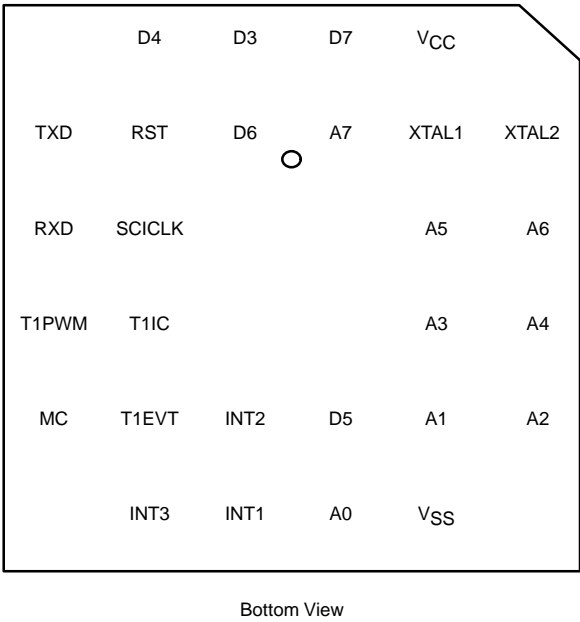 D4 D3 D7 VCC
TXD RST D6 A7 XTAL1 XTAL2
RXD SCICLK A5 A6
T1PWM T1IC A3 A4
MC T1EVT INT2 D5 A1 A2
INT3 INT1 A0 VSS
Bottom View